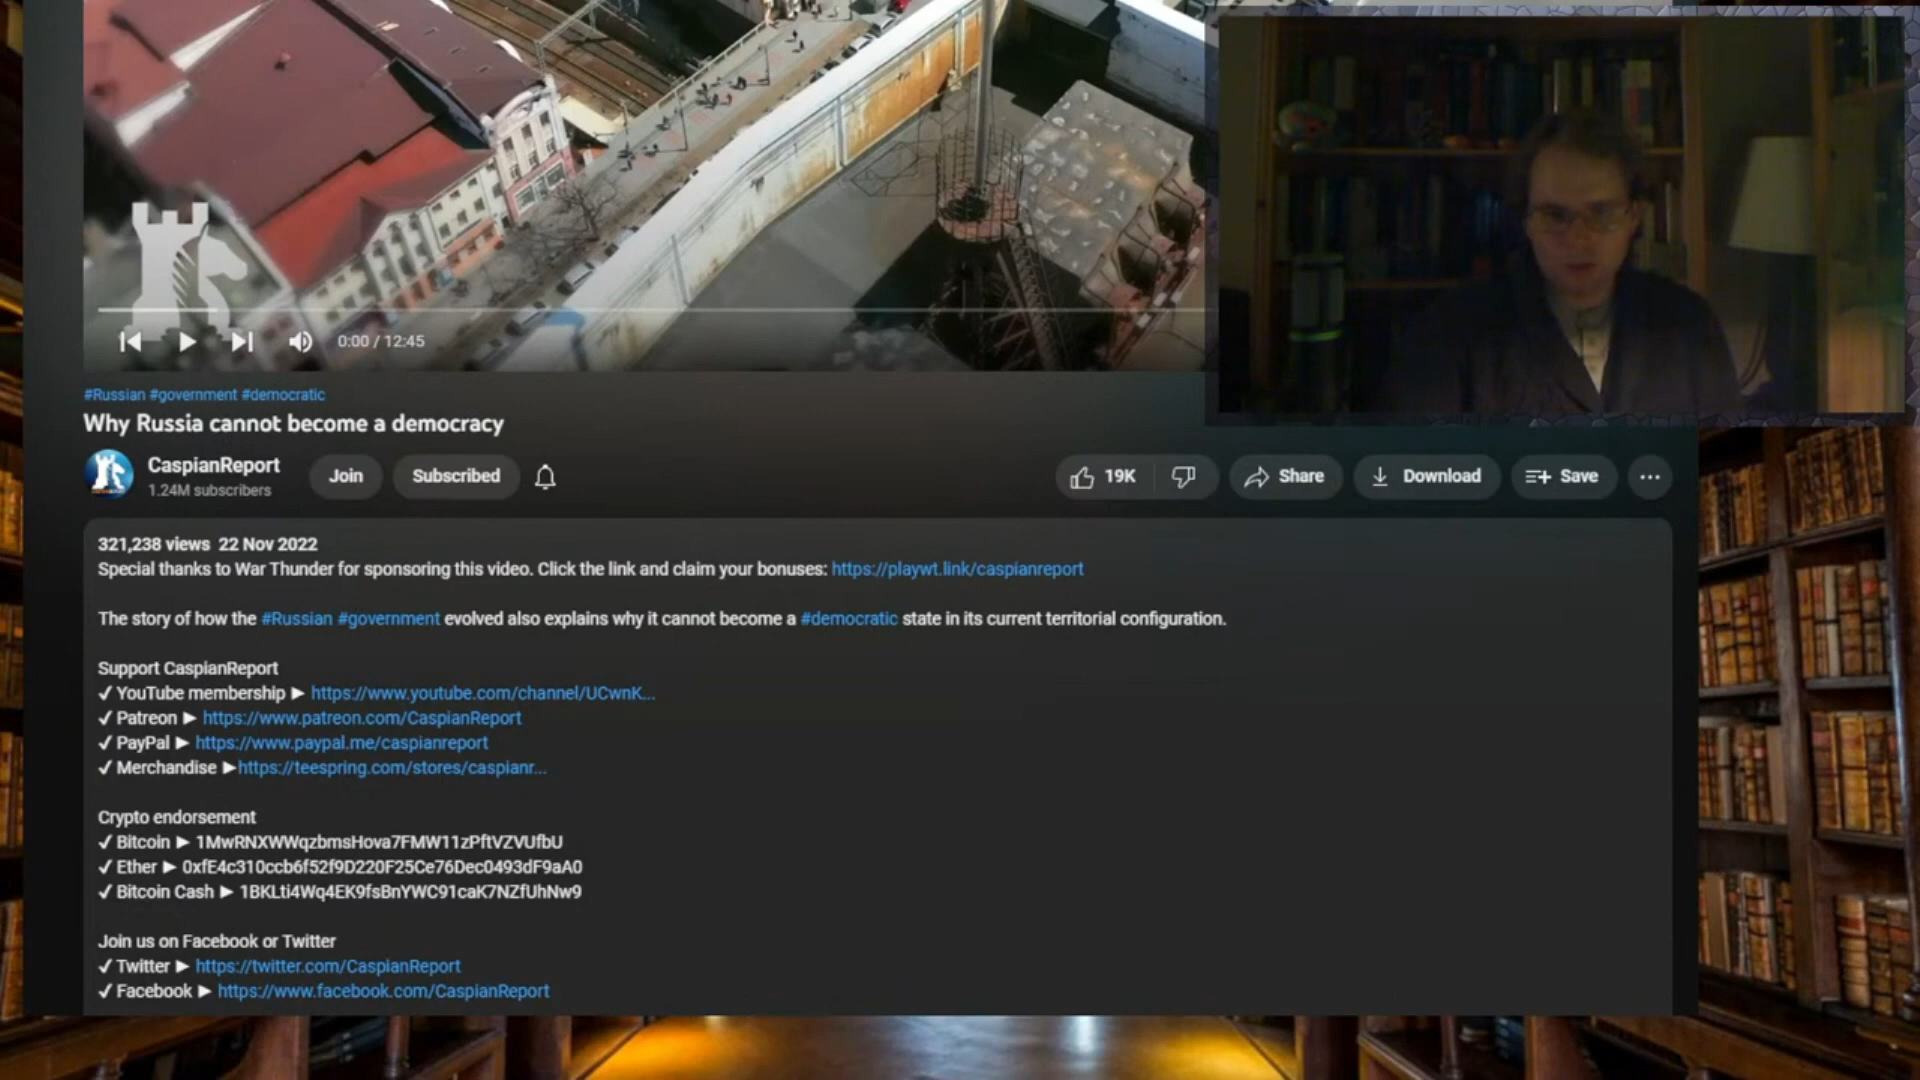 0:00 / 12:45
#Russian #government #democratic
Why Russia cannot become a democracy
CaspianReport
1.24M subscribers
Join
Subscribed
19K
Share
Download
Save
321,238 views 22 Nov 2022
Special thanks to War Thunder for sponsoring this video. Click the link and claim your bonuses: https://playwt.link/caspianreport
The story of how the #Russian #government evolved also explains why it cannot become a #democratic state in its current territorial configuration.
Support CaspianReport
✓ YouTube membership ► https://www.youtube.com/channel/UCwnK...
✓ Patreon ► https://www.patreon.com/CaspianReport
✓ PayPal ► https://www.paypal.me/caspianreport
✓ Merchandise ►https://teespring.com/stores/caspianr...
Crypto endorsement
✓ Bitcoin ► 1MwRNXWWqzbmsHova7FMW11zPftVZVUfbU
✓ Ether ► 0xfE4c310ccb6f52f9D220F25Ce76Dec0493dF9aA0
✓ Bitcoin Cash ► 1BKLti4Wq4EK9fsBnYWC91caK7NZfUhNw9
Join us on Facebook or Twitter
✓ Twitter ► https://twitter.com/CaspianReport
✓ Facebook ► https://www.facebook.com/CaspianReport